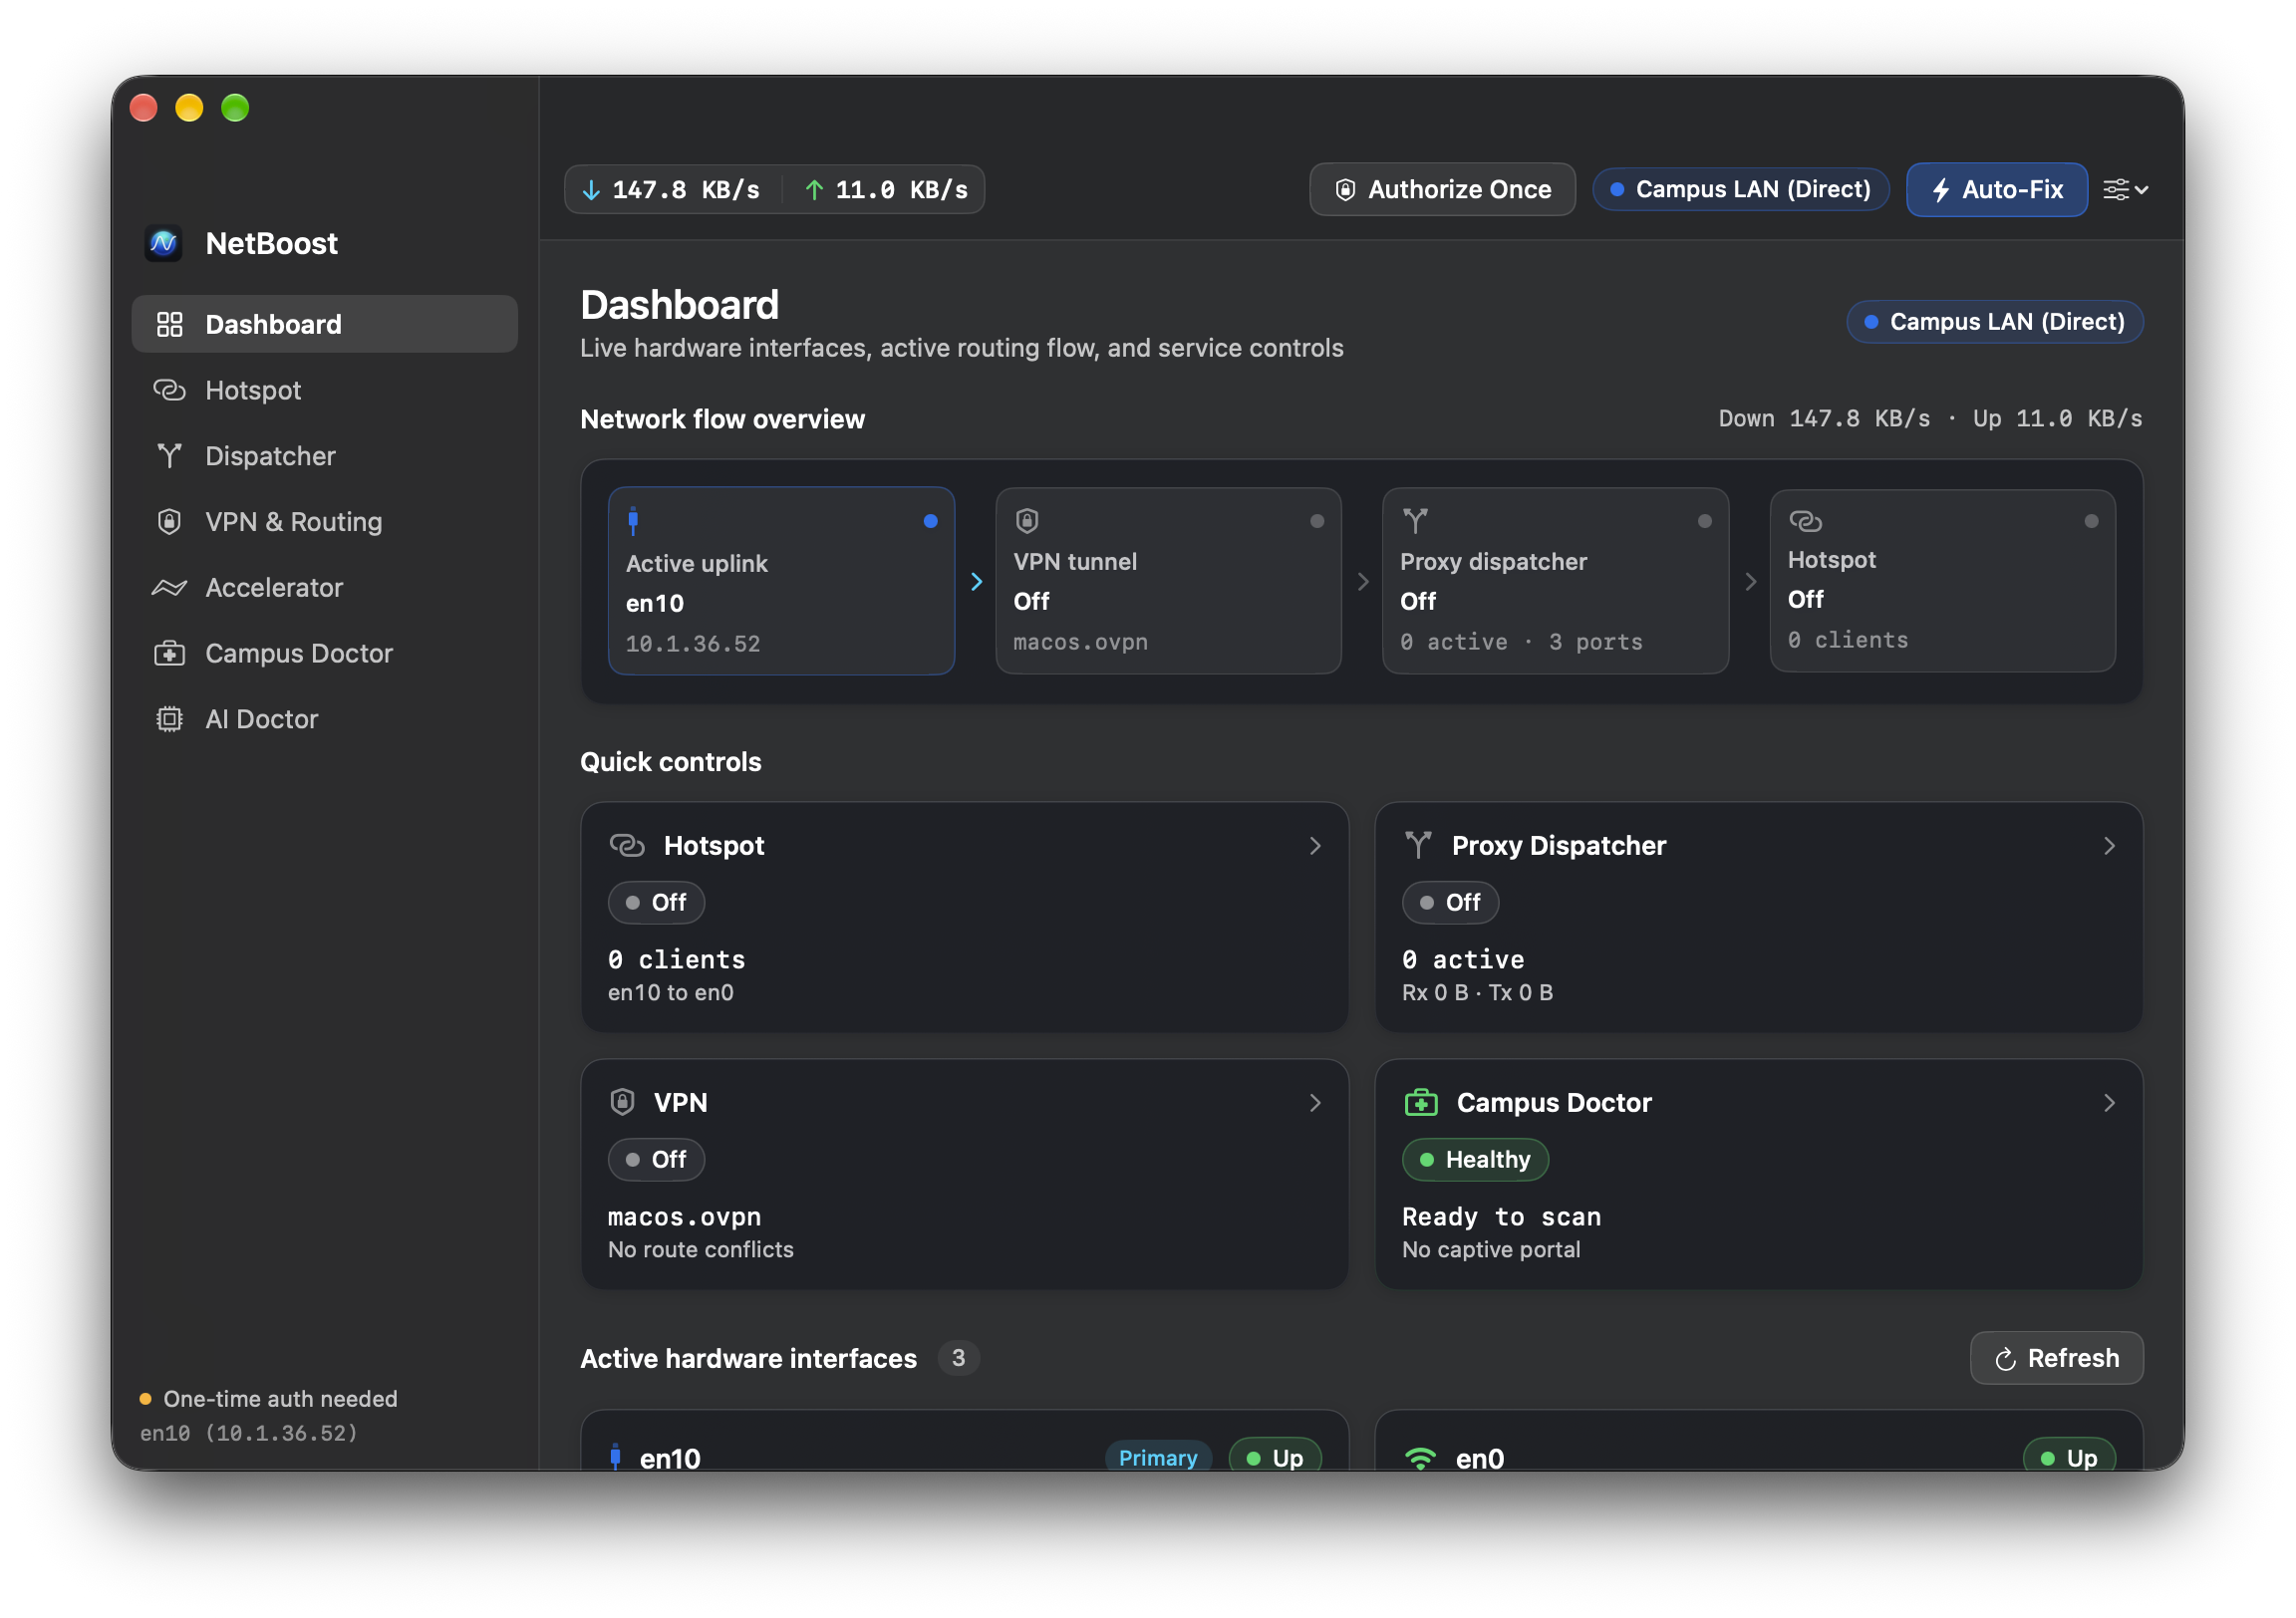 NetBoost
Dashboard
Hotspot
Dispatcher
VPN & Routing
Accelerator
Campus Doctor
AI Doctor
One-time auth needed
en10 (10.1.36.52)
147.8 KB/s 11.0 KB/s
Authorize Once
Campus LAN (Direct)
Auto-Fix
Dashboard
Live hardware interfaces, active routing flow, and service controls
Campus LAN (Direct)
Network flow overview
Down 147.8 KB/s · Up 11.0 KB/s
Active uplink
en10
10.1.36.52
VPN tunnel
Off
macos.ovpn
Proxy dispatcher
Off
0 active · 3 ports
Hotspot
Off
0 clients
Quick controls
Hotspot
Off
0 clients
en10 to en0
Proxy Dispatcher
Off
0 active
Rx 0 B · Tx 0 B
VPN
Off
macos.ovpn
No route conflicts
Campus Doctor
Healthy
Ready to scan
No captive portal
Active hardware interfaces 3
Refresh
en10 Primary Up
en0 Up